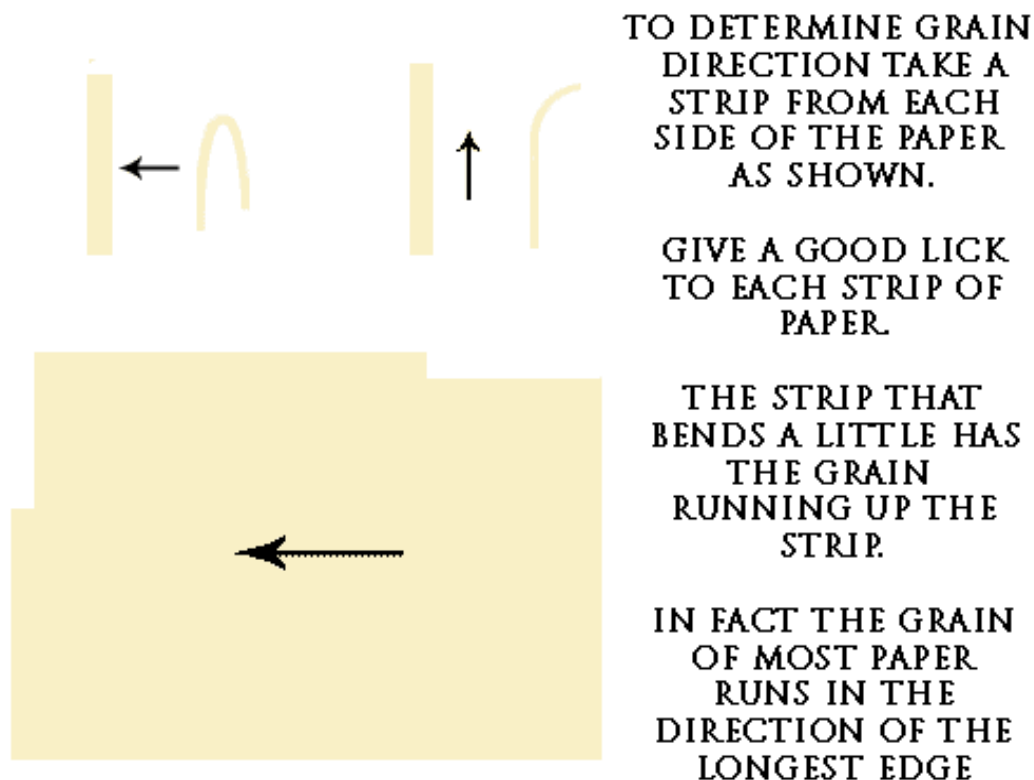 TO DETERMINE GRAIN
DIRECTION TAKE A
STRIP FROM EACH
SIDE OF THE PAPER
AS SHOWN.
GIVE A GOOD LICK
TO EACH STRIP OF
PAPER.
THE STRIP THAT
BENDS A LITTLE HAS
THE GRAIN
RUNNING UP THE
STRIP.
IN FACT THE GRAIN
OF MOST PAPER
RUNS IN THE
DIRECTION OF THE
LONGEST EDGE